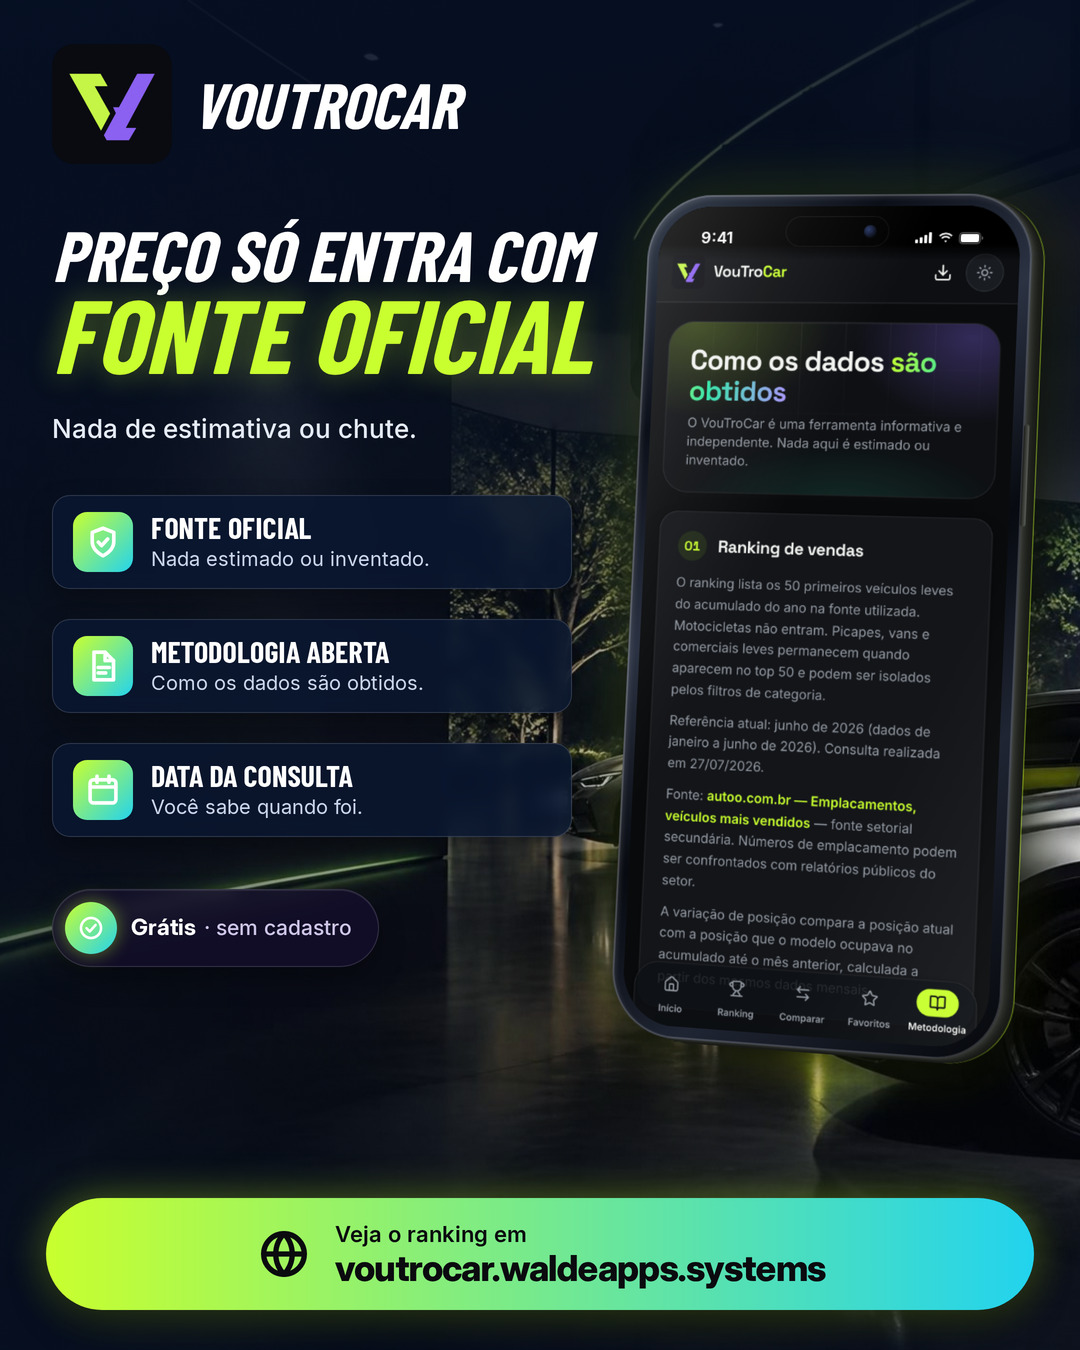 VOUTROCAR
PREÇO SÓ ENTRA COM
FONTE OFICIAL
Nada de estimativa ou chute.
FONTE OFICIAL
Nada estimado ou inventado.
METODOLOGIA ABERTA
Como os dados são obtidos.
DATA DA CONSULTA
Você sabe quando foi.
Grátis · sem cadastro
9:41
VouTroCar
Como os dados são
obtidos
O VouTroCar é uma ferramenta informativa e
independente. Nada aqui é estimado ou
inventado.
01 Ranking de vendas
O ranking lista os 50 primeiros veículos leves
do acumulado do ano na fonte utilizada.
Motocicletas não entram. Picapes, vans e
comerciais leves permanecem quando
aparecem no top 50 e podem ser isolados
pelos filtros de categoria.
Referência atual: junho de 2026 (dados de
janeiro a junho de 2026). Consulta realizada
em 27/07/2026.
Fonte: autoo.com.br — Emplacamentos,
veículos mais vendidos — fonte setorial
secundária. Números de emplacamento podem
ser confrontados com relatórios públicos do
setor.
A variação de posição compara a posição atual
com a posição que o modelo ocupava no
acumulado até o mês anterior, calculada a
partir dos mesmos dados mensais
Início Ranking Comparar Favoritos Metodologia
Veja o ranking em
voutrocar.waldeapps.systems